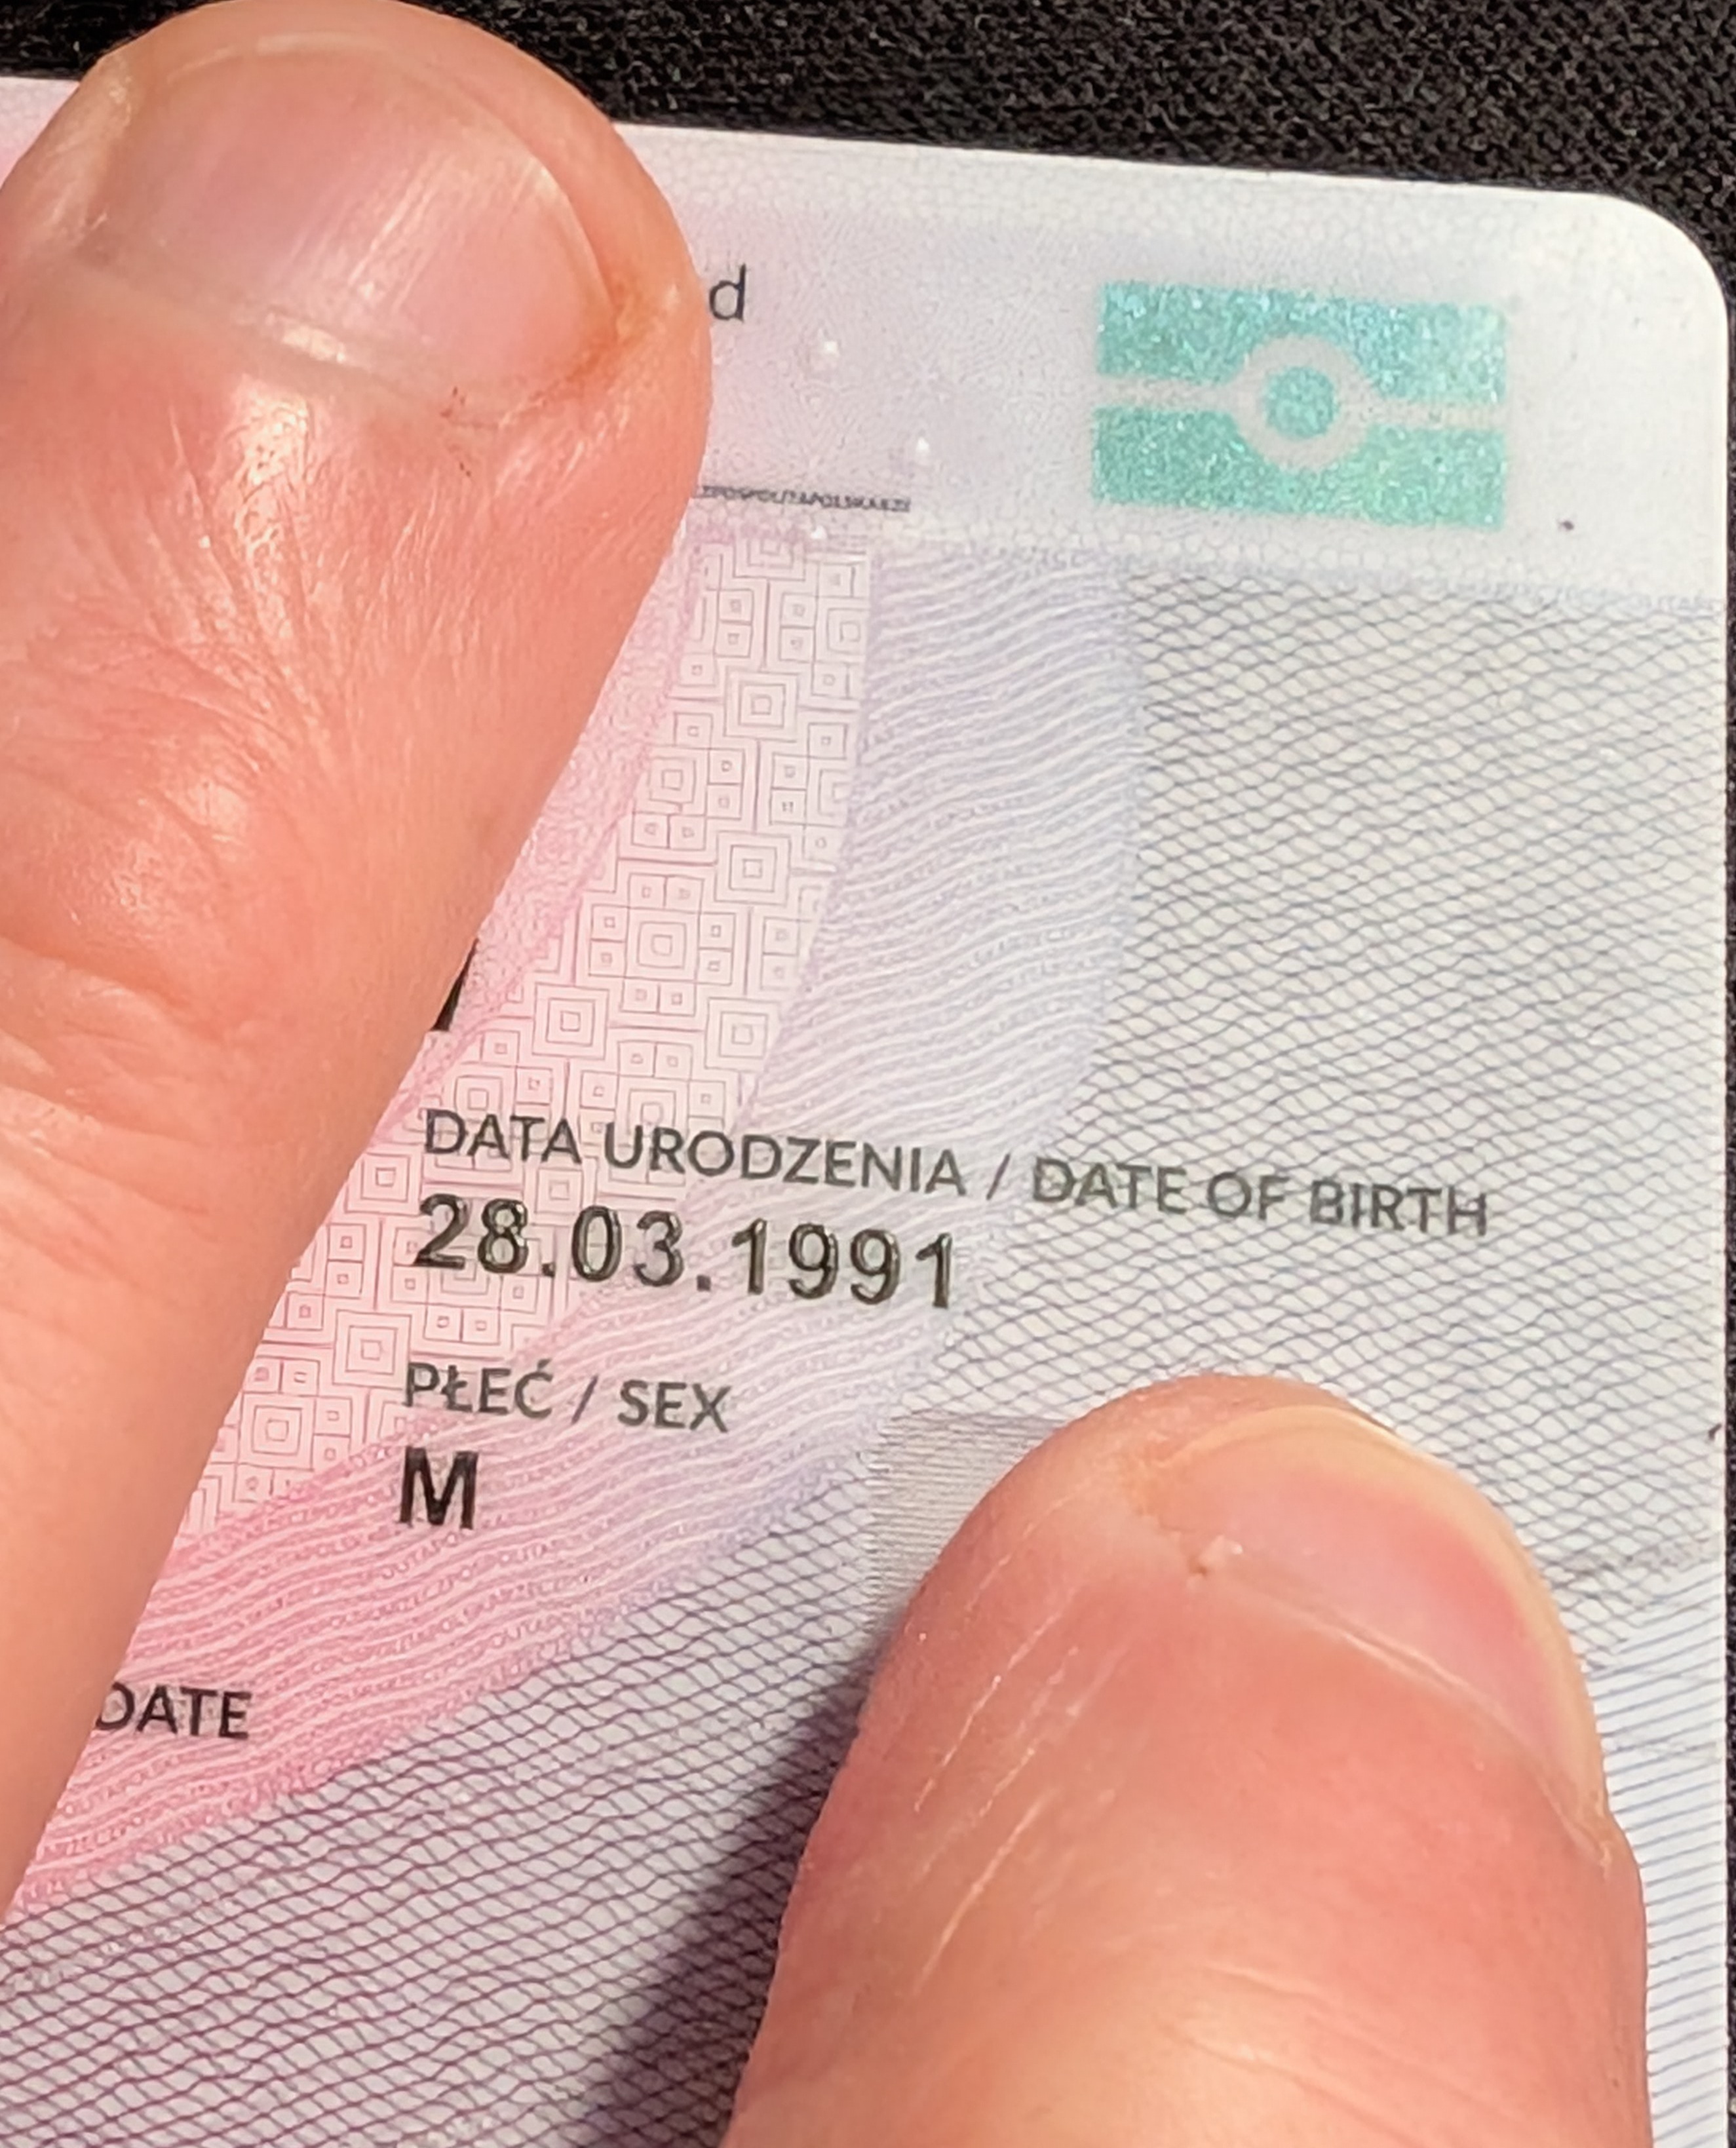 d
DATA URODZENIA / DATE OF BIRTH
28.03.1991
PŁEĆ / SEX
M
DATE